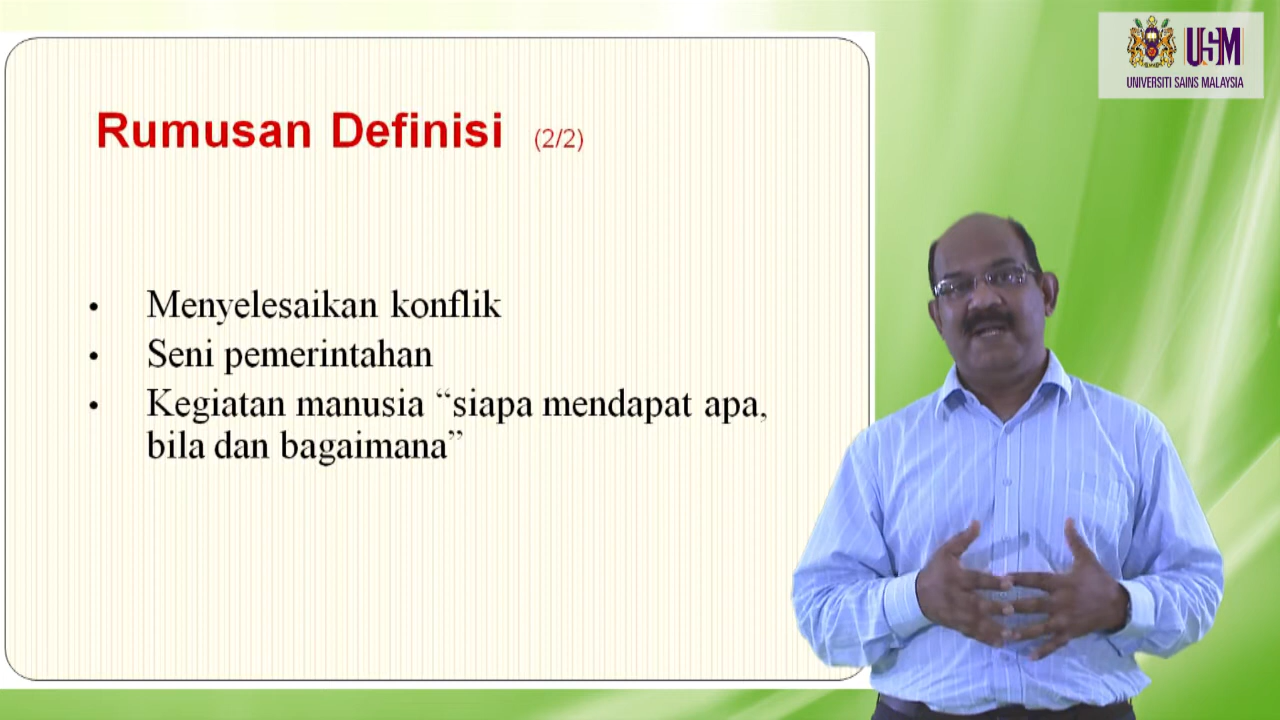 USM
UNIVERSITI SAINS MALAYSIA
Rumusan Definisi (2/2)
• Menyelesaikan konflik
• Seni pemerintahan
• Kegiatan manusia “siapa mendapat apa,
bila dan bagaimana”